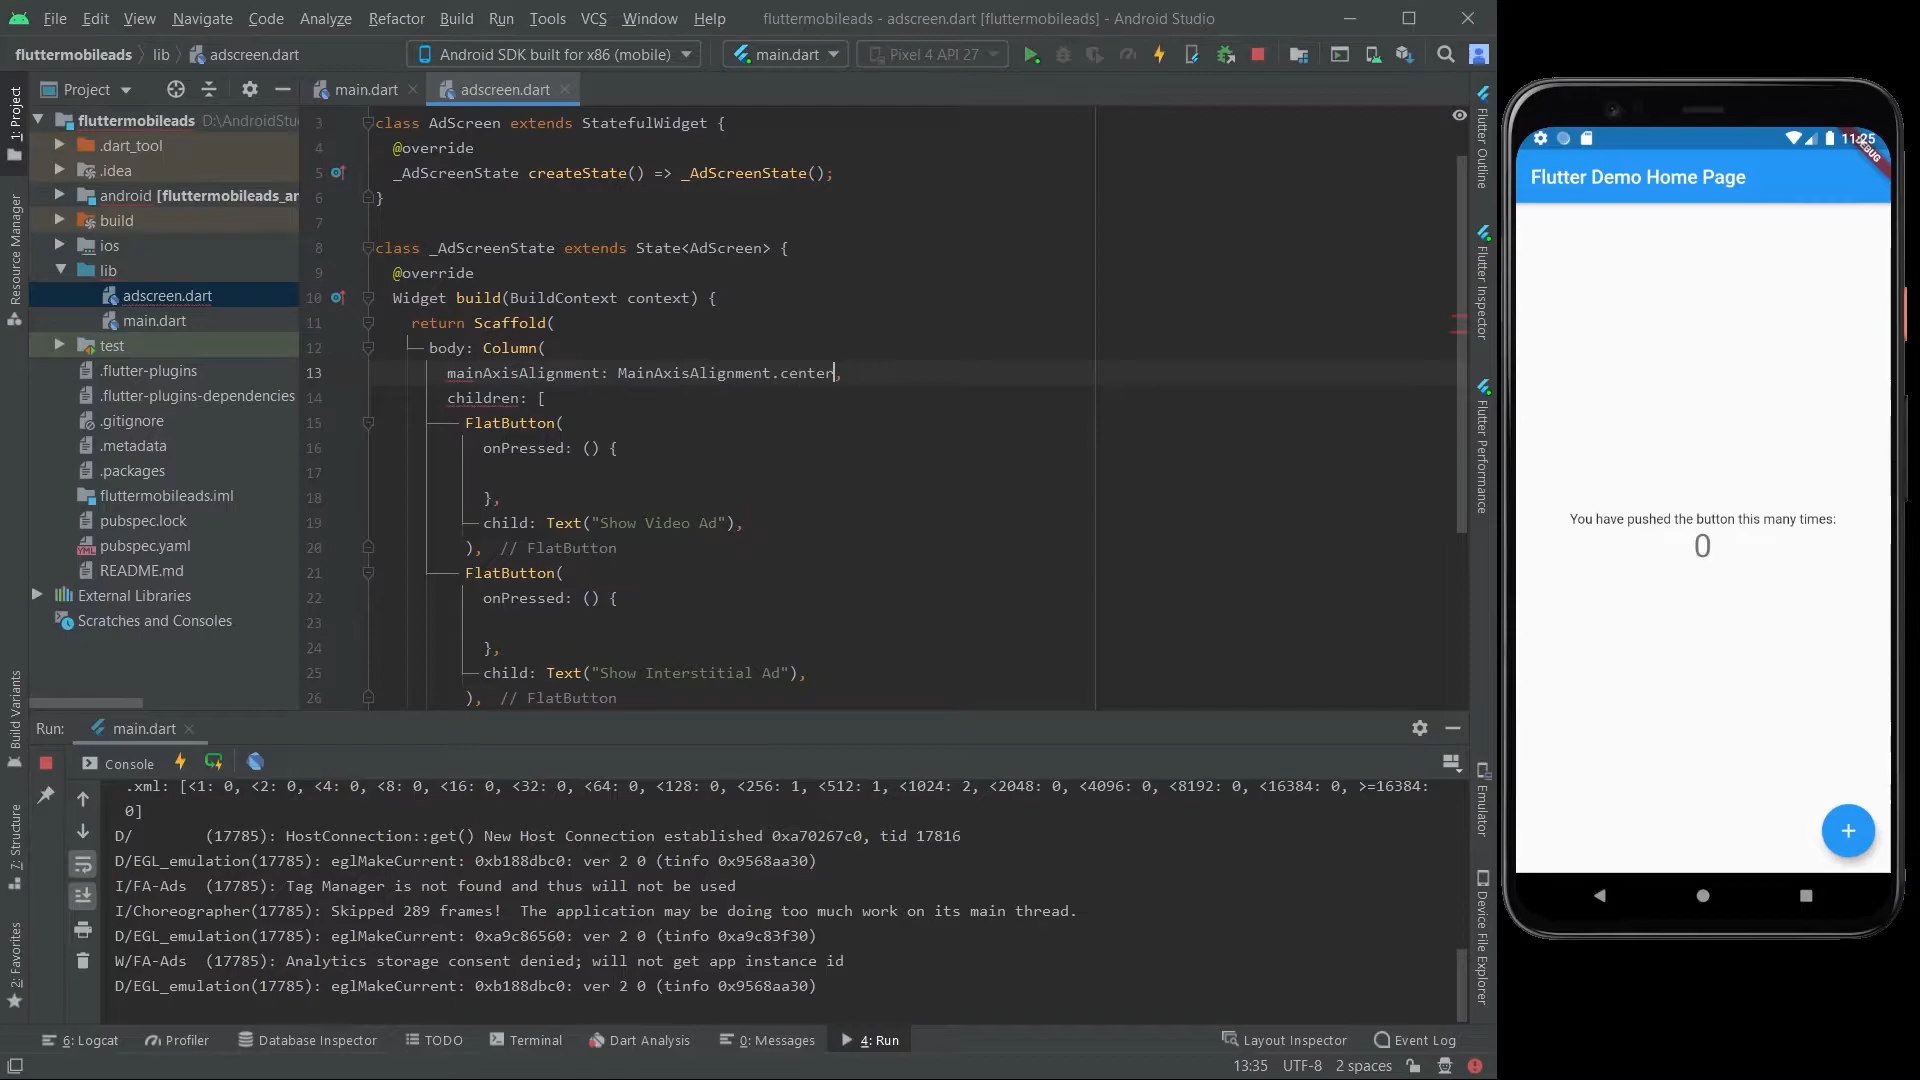 File Edit View Navigate Code Analyze Refactor Build Run Tools VCS Window Help fluttermobileads - adscreen.dart [fluttermobileads] - Android Studio
fluttermobileads lib adscreen.dart Android SDK built for x86 (mobile) main.dart Pixel 4 API 27
Project main.dart adscreen.dart
fluttermobileads D:\AndroidStu
.dart_tool
.idea
android [fluttermobileads_ar
build
ios
lib
adscreen.dart
main.dart
test
.flutter-plugins
.flutter-plugins-dependencies
.gitignore
.metadata
.packages
fluttermobileads.iml
pubspec.lock
pubspec.yaml
README.md
External Libraries
Scratches and Consoles
1: Project
Resource Manager
Build Variants
7: Structure
2: Favorites
3 class AdScreen extends StatefulWidget {
4 @override
5 _AdScreenState createState() => _AdScreenState();
6 }
7
8 class _AdScreenState extends State<AdScreen> {
9 @override
10 Widget build(BuildContext context) {
11 return Scaffold(
12 body: Column(
13 mainAxisAlignment: MainAxisAlignment.center,
14 children: [
15 FlatButton(
16 onPressed: () {
17
18 },
19 child: Text("Show Video Ad"),
20 ), // FlatButton
21 FlatButton(
22 onPressed: () {
23
24 },
25 child: Text("Show Interstitial Ad"),
26 ), // FlatButton
Flutter Outline
Flutter Inspector
Flutter Performance
Emulator
Device File Explorer
Run: main.dart
Console
.xml: [<1: 0, <2: 0, <4: 0, <8: 0, <16: 0, <32: 0, <64: 0, <128: 0, <256: 1, <512: 1, <1024: 2, <2048: 0, <4096: 0, <8192: 0, <16384: 0, >=16384:
0]
D/ (17785): HostConnection::get() New Host Connection established 0xa70267c0, tid 17816
D/EGL_emulation(17785): eglMakeCurrent: 0xb188dbc0: ver 2 0 (tinfo 0x9568aa30)
I/FA-Ads (17785): Tag Manager is not found and thus will not be used
I/Choreographer(17785): Skipped 289 frames! The application may be doing too much work on its main thread.
D/EGL_emulation(17785): eglMakeCurrent: 0xa9c86560: ver 2 0 (tinfo 0xa9c83f30)
W/FA-Ads (17785): Analytics storage consent denied; will not get app instance id
D/EGL_emulation(17785): eglMakeCurrent: 0xb188dbc0: ver 2 0 (tinfo 0x9568aa30)
6: Logcat Profiler Database Inspector TODO Terminal Dart Analysis 0: Messages 4: Run Layout Inspector Event Log
13:35 UTF-8 2 spaces
11:25
DEBUG
Flutter Demo Home Page
You have pushed the button this many times:
0
+